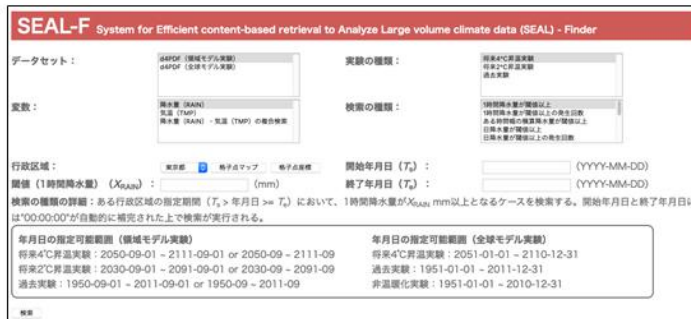 SEAL-F System for Efficient content-based retrieval to Analyze Large volume climate data (SEAL) - Finder
データセット：
d4PDF（領域モデル実験）
d4PDF（全球モデル実験）
実験の種類：
将来4℃昇温実験
将来2℃昇温実験
過去実験
変数：
降水量（RAIN）
気温（TMP）
降水量（RAIN）・気温（TMP）の複合検索
検索の種類：
1時間降水量が閾値以上
1時間降水量が閾値以上の発生回数
ある時間幅の積算降水量が閾値以上
日降水量が閾値以上
日降水量が閾値以上の発生回数
行政区域： 東京都 格子点マップ 格子点座標
開始年月日（Ts）： (YYYY-MM-DD)
閾値（1時間降水量）（XRAIN）： (mm)
終了年月日（Te）： (YYYY-MM-DD)
検索の種類の詳細：ある行政区域の指定期間（Ts > 年月日 >= Te）において、1時間降水量がXRAIN mm以上となるケースを検索する。開始年月日と終了年月日に
は"00:00:00"が自動的に補完された上で検索が実行される。
年月日の指定可能範囲（領域モデル実験）
将来4℃昇温実験：2050-09-01 ~ 2111-09-01 or 2050-09 ~ 2111-09
将来2℃昇温実験：2030-09-01 ~ 2091-09-01 or 2030-09 ~ 2091-09
過去実験：1950-09-01 ~ 2011-09-01 or 1950-09 ~ 2011-09
年月日の指定可能範囲（全球モデル実験）
将来4℃昇温実験：2051-01-01 ~ 2110-12-31
過去実験：1951-01-01 ~ 2011-12-31
非温暖化実験：1951-01-01 ~ 2010-12-31
検索